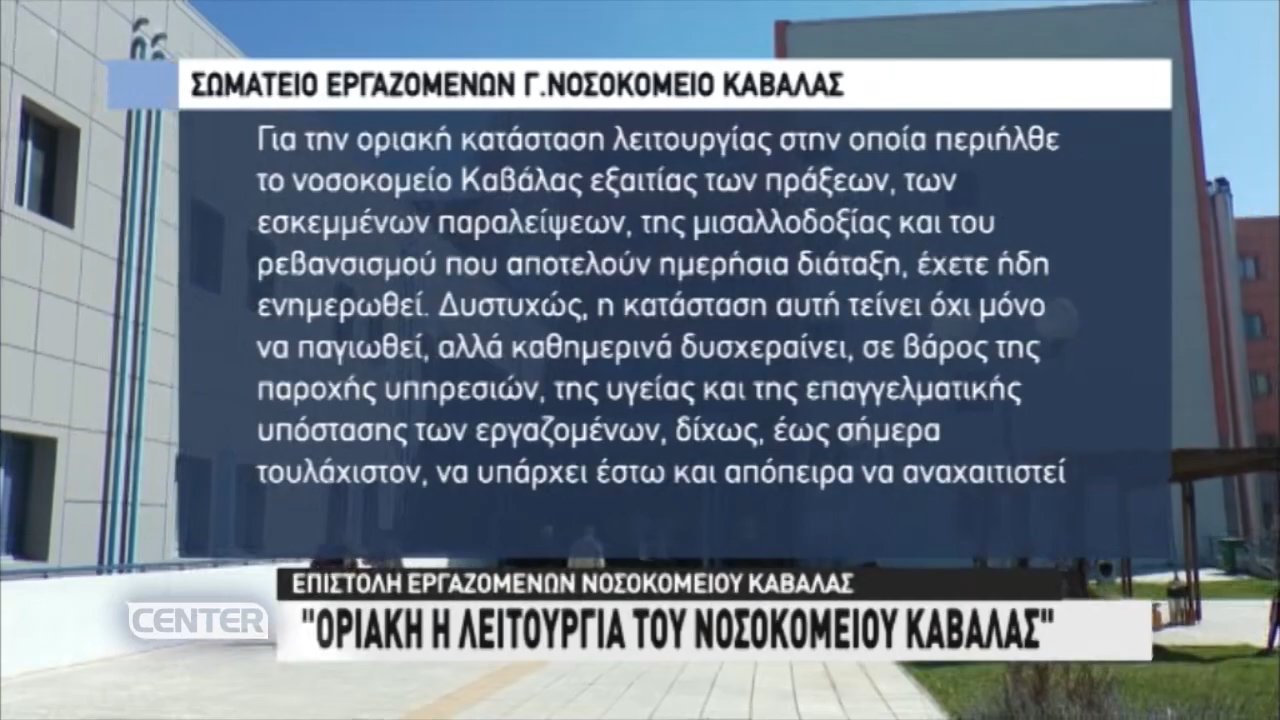 ΣΩΜΑΤΕΙΟ ΕΡΓΑΖΟΜΕΝΩΝ Γ.ΝΟΣΟΚΟΜΕΙΟ ΚΑΒΑΛΑΣ
Για την οριακή κατάσταση λειτουργίας στην οποία περιήλθε
το νοσοκομείο Καβάλας εξαιτίας των πράξεων, των
εσκεμμένων παραλείψεων, της μισαλλοδοξίας και του
ρεβανσισμού που αποτελούν ημερήσια διάταξη, έχετε ήδη
ενημερωθεί. Δυστυχώς, η κατάσταση αυτή τείνει όχι μόνο
να παγιωθεί, αλλά καθημερινά δυσχεραίνει, σε βάρος της
παροχής υπηρεσιών, της υγείας και της επαγγελματικής
υπόστασης των εργαζομένων, δίχως, έως σήμερα
τουλάχιστον, να υπάρχει έστω και απόπειρα να αναχαιτιστεί
ΕΠΙΣΤΟΛΗ ΕΡΓΑΖΟΜΕΝΩΝ ΝΟΣΟΚΟΜΕΙΟΥ ΚΑΒΑΛΑΣ
CENTER
"ΟΡΙΑΚΗ Η ΛΕΙΤΟΥΡΓΙΑ ΤΟΥ ΝΟΣΟΚΟΜΕΙΟΥ ΚΑΒΑΛΑΣ"